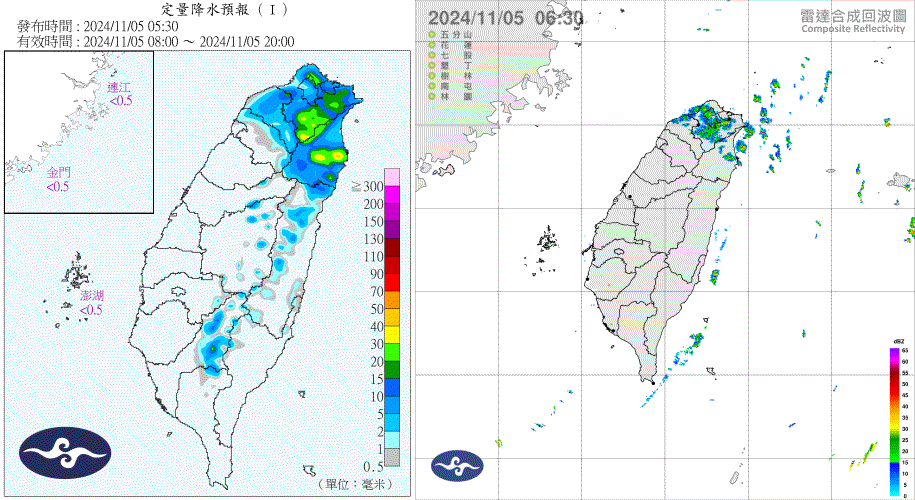 定量降水預報（Ｉ）
發布時間 : 2024/11/05 05:30
有效時間 : 2024/11/05 08:00 ～ 2024/11/05 20:00
連江
<0.5
金門
<0.5
澎湖
<0.5
≥ 300
200
150
130
110
90
70
50
40
30
20
15
10
5
2
1
0.5
（單位：毫米）
2024/11/05 06:30
雷達合成回波圖
Composite Reflectivity
五分山
花蓮
七股
墾丁
樹林
南屯
林園
dBZ
65
60
55
50
45
40
35
30
25
20
15
10
5
0